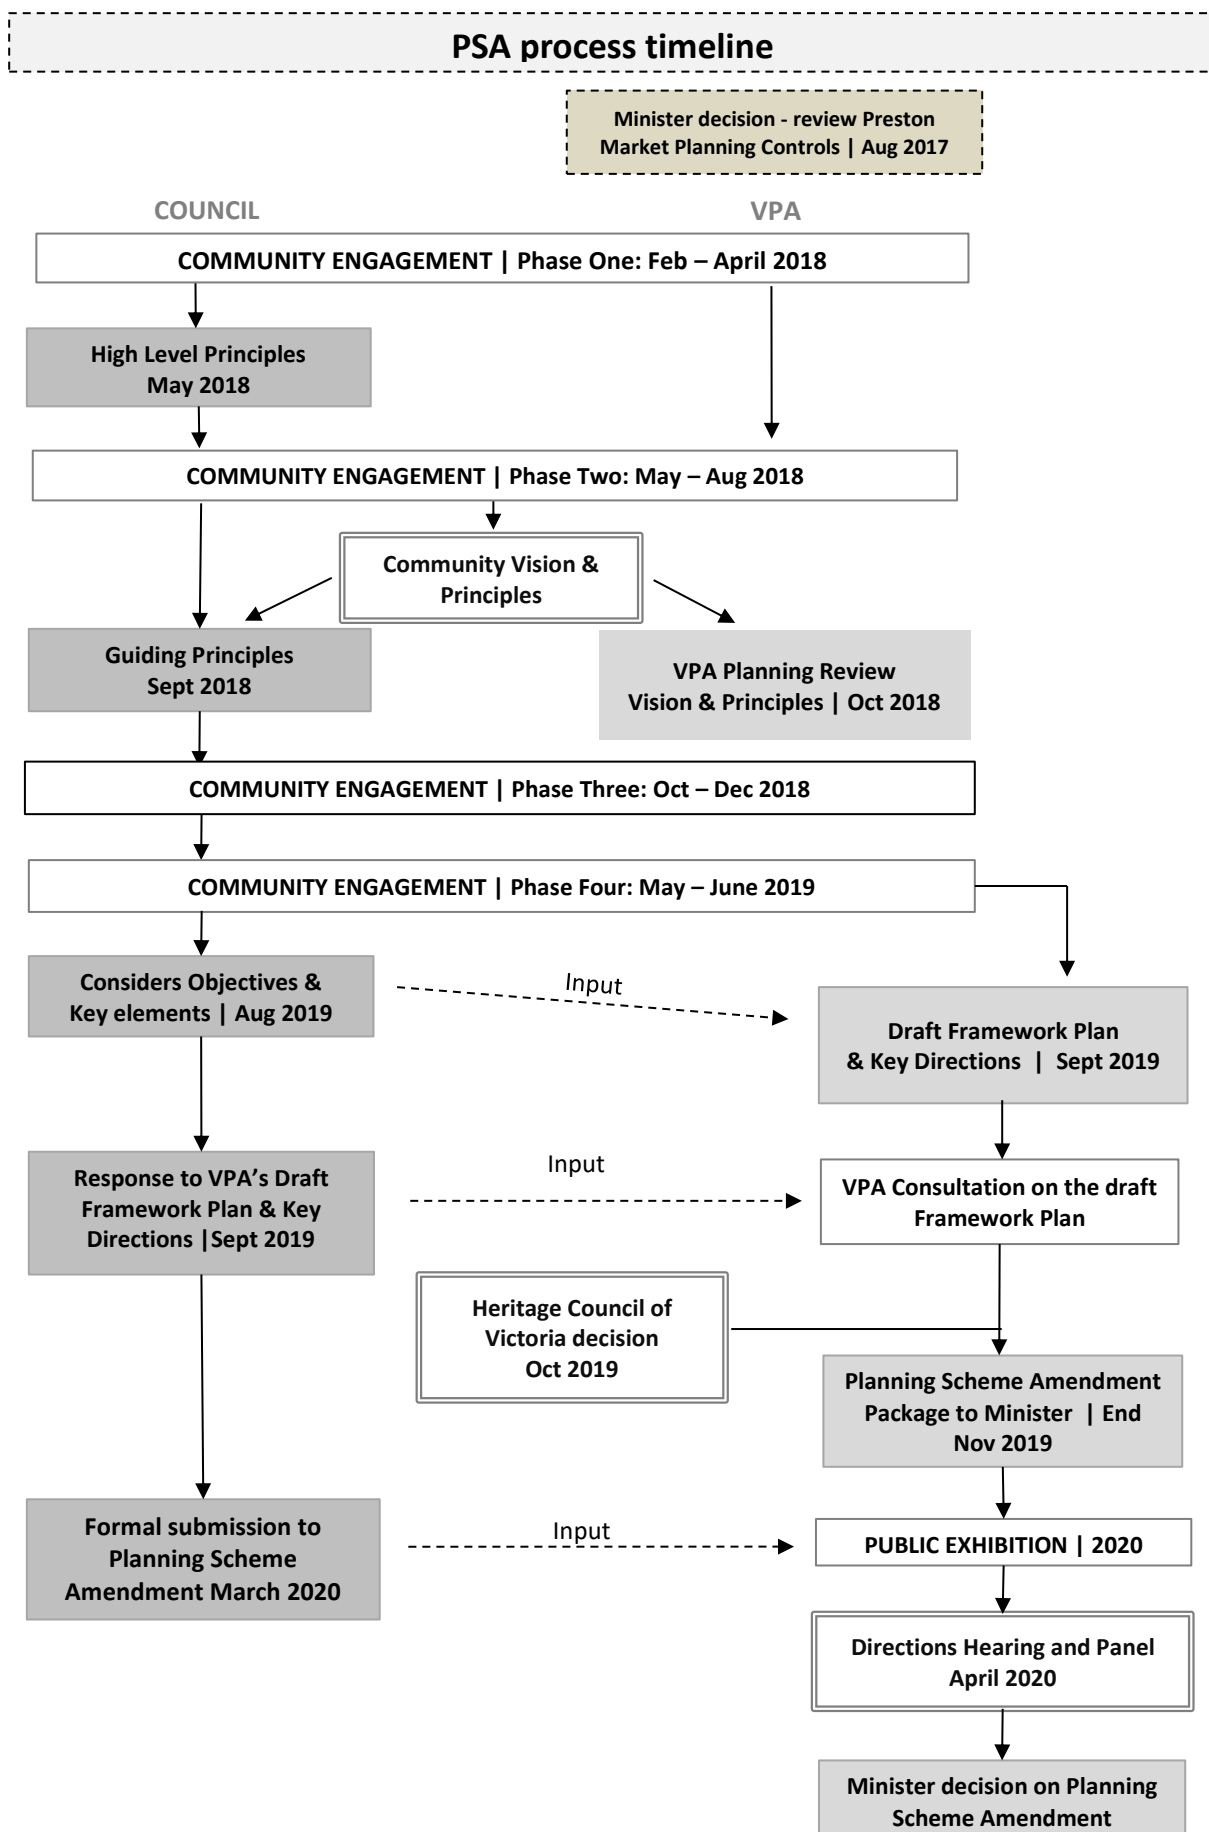 PSA process timeline
Minister decision - review Preston
Market Planning Controls | Aug 2017
COUNCIL
VPA
COMMUNITY ENGAGEMENT | Phase One: Feb – April 2018
High Level Principles
May 2018
COMMUNITY ENGAGEMENT | Phase Two: May – Aug 2018
Community Vision &
Principles
Guiding Principles
Sept 2018
VPA Planning Review
Vision & Principles | Oct 2018
COMMUNITY ENGAGEMENT | Phase Three: Oct – Dec 2018
COMMUNITY ENGAGEMENT | Phase Four: May – June 2019
Considers Objectives &
Key elements | Aug 2019
Input
Draft Framework Plan
& Key Directions | Sept 2019
Response to VPA’s Draft
Framework Plan & Key
Directions |Sept 2019
Input
VPA Consultation on the draft
Framework Plan
Heritage Council of
Victoria decision
Oct 2019
Planning Scheme Amendment
Package to Minister | End
Nov 2019
Formal submission to
Planning Scheme
Amendment March 2020
Input
PUBLIC EXHIBITION | 2020
Directions Hearing and Panel
April 2020
Minister decision on Planning
Scheme Amendment